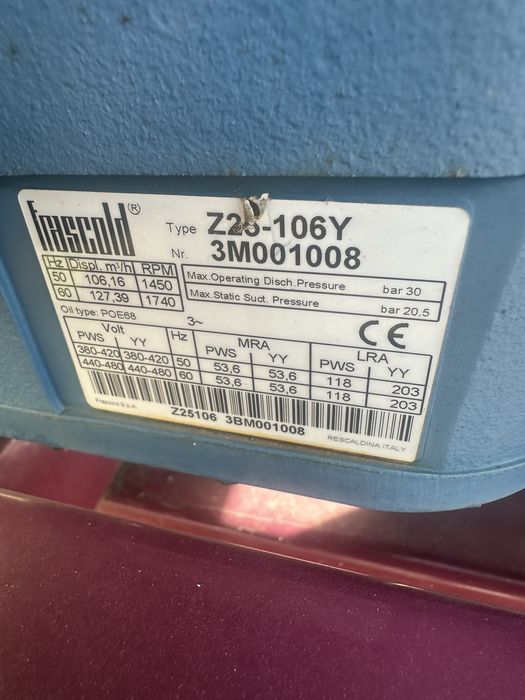 Frascold ®
Type Z25-106Y
Nr. 3M001008
Hz Displ. m³/h RPM
50 106,16 1450
60 127,39 1740
Max.Operating Disch.Pressure bar 30
Max.Static Suct. Pressure bar 20,5
Oil type: POE68 3~ CE
Volt Hz MRA LRA
PWS YY PWS YY PWS YY
380-420 380-420 50 53,6 53,6 118 203
440-480 440-480 60 53,6 53,6 118 203
Frascold S.p.A.
Z25106 3BM001008
RESCALDINA ITALY